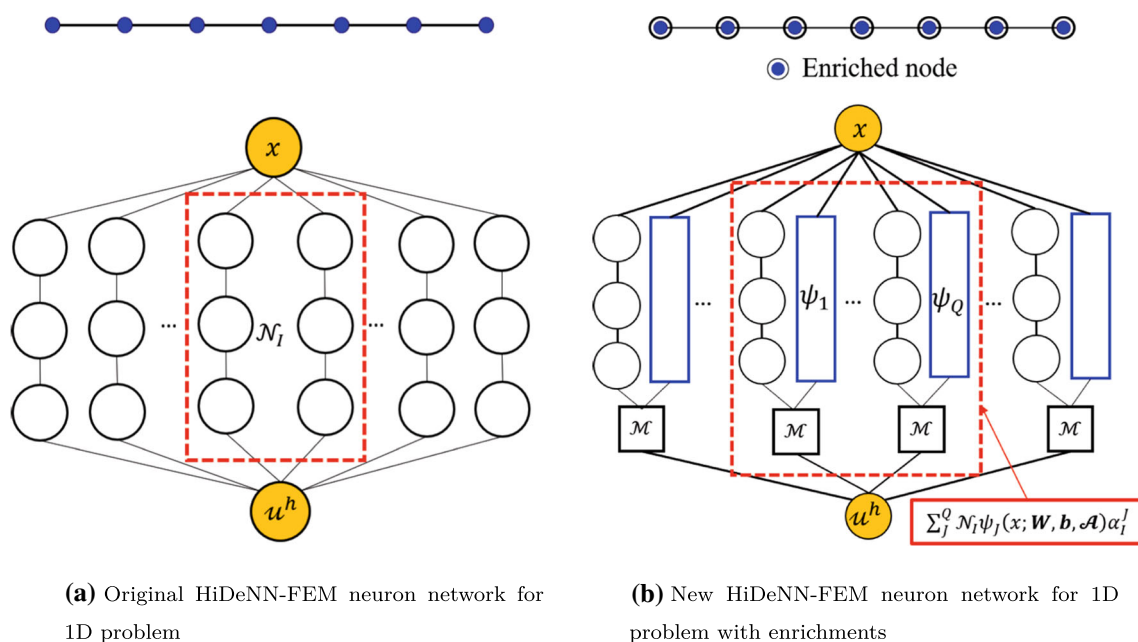 Enriched node
x
x
... 𝒩_I ...
... ψ_1 ... ψ_Q ...
ℳ ℳ ℳ ℳ
u^h
u^h
∑_J^Q 𝒩_I ψ_J(x; W, b, 𝒜)α_I^J
(a) Original HiDeNN-FEM neuron network for
1D problem
(b) New HiDeNN-FEM neuron network for 1D
problem with enrichments